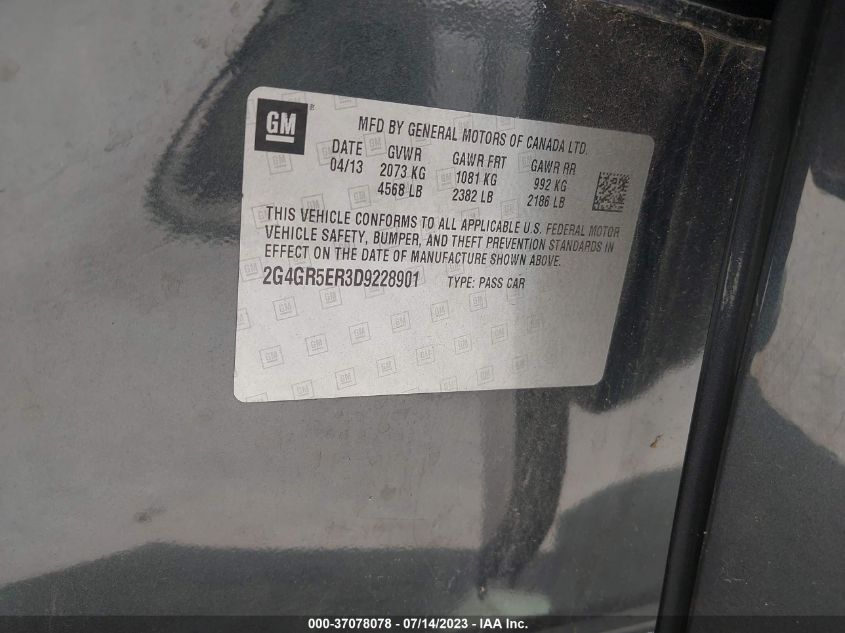 GM
®
MFD BY GENERAL MOTORS OF CANADA LTD.
DATE GVWR GAWR FRT GAWR RR
04/13 2073 KG 1081 KG 992 KG
4568 LB 2382 LB 2186 LB
THIS VEHICLE CONFORMS TO ALL APPLICABLE U.S. FEDERAL MOTOR
VEHICLE SAFETY, BUMPER, AND THEFT PREVENTION STANDARDS IN
EFFECT ON THE DATE OF MANUFACTURE SHOWN ABOVE.
2G4GR5ER3D9228901 TYPE: PASS CAR
000-37078078 / 07/14/2023 - IAA Inc.